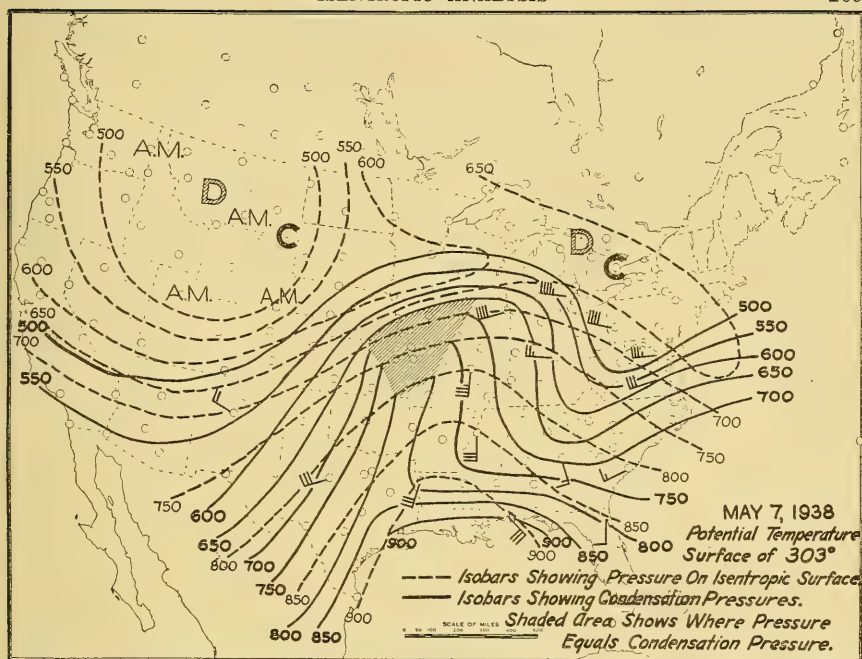 500
550
A.M.
D
A.M.
C
A.M.
A.M.
500
550
600
650
D
C
600
650
500
700
550
500
550
600
650
700
700
750
800
750
750
600
650
800
700
750
850
900
800
850
900
900
900
850
850
800
MAY 7, 1938
Potential Temperature
Surface of 303°
Isobars Showing Pressure On Isentropic Surface.
Isobars Showing Condensation Pressures.
Shaded Area Shows Where Pressure
Equals Condensation Pressure.
SCALE OF MILES